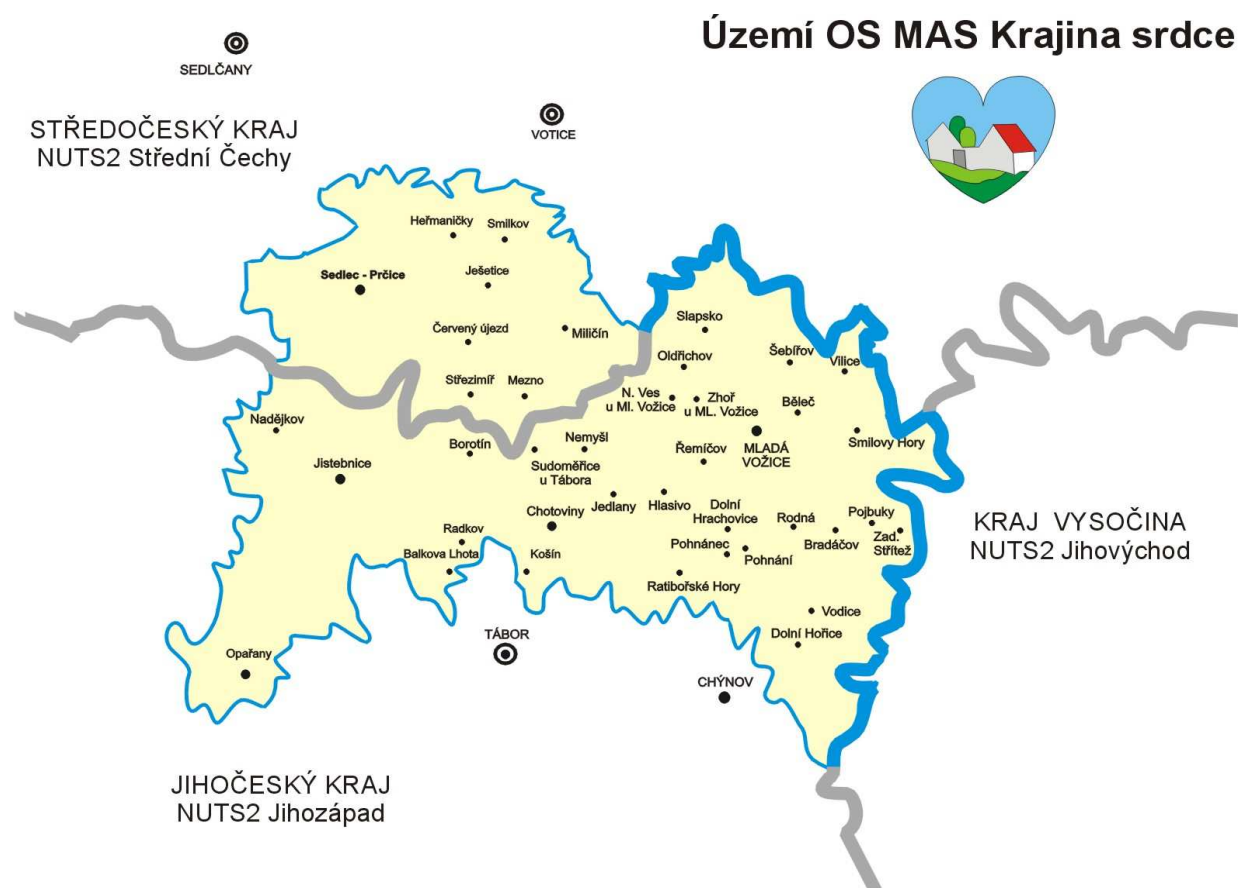 Území OS MAS Krajina srdce
SEDLČANY
VOTICE
STŘEDOČESKÝ KRAJ
NUTS2 Střední Čechy
Heřmaničky
Smilkov
Sedlec - Prčice
Ješetice
Červený újezd
Miličín
Slapsko
Oldřichov
Šebířov
Vilice
Střezimíř
Mezno
N. Ves
u Ml. Vožice
Zhoř
u ML. Vožice
Běleč
Nadějkov
Jistebnice
Borotín
Nemyšl
Sudoměřice
u Tábora
Řemíčov
MLADÁ
VOŽICE
Smilovy Hory
Jedlany
Hlasivo
Chotoviny
Dolní
Hrachovice
Rodná
Pojbuky
Bradáčov
Zad.
Střítež
KRAJ VYSOČINA
NUTS2 Jihovýchod
Radkov
Balkova Lhota
Košín
Pohnánec
Pohnání
Ratibořské Hory
Vodice
Dolní Hořice
TÁBOR
Opařany
CHÝNOV
JIHOČESKÝ KRAJ
NUTS2 Jihozápad